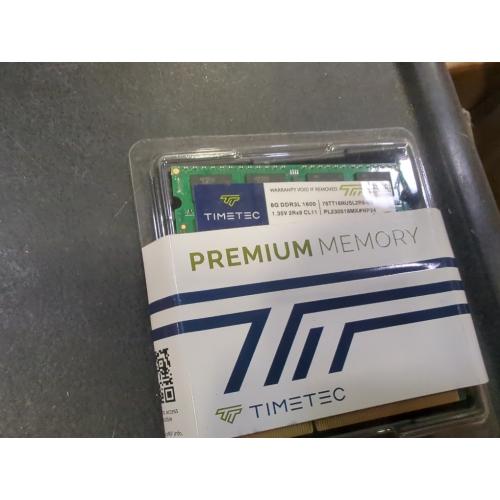 WARRANTY VOID IF REMOVED
TIMETEC
8G DDR3L 1600
1.35V 2Rx8 CL11
PREMIUM MEMORY
TIMETEC